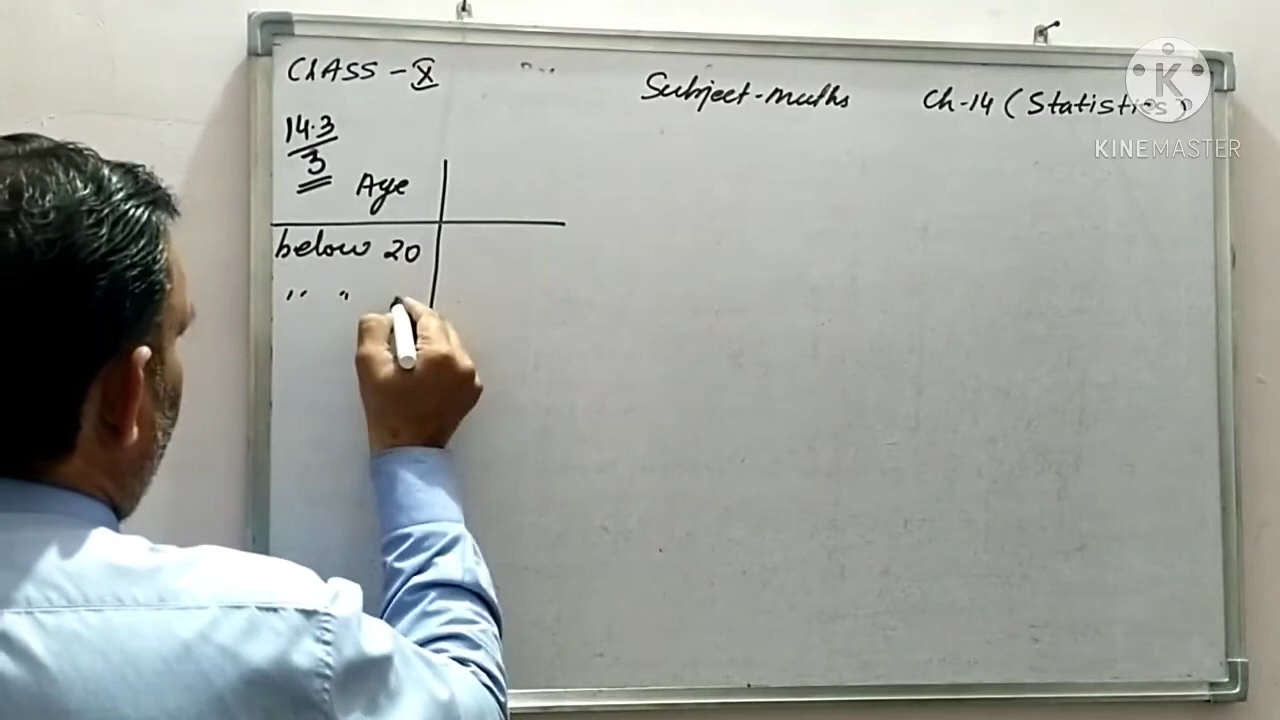 CLASS - X Subject - maths Ch-14 (Statistics)
14.3
3
Age
below 20
" "
K
KINEMASTER